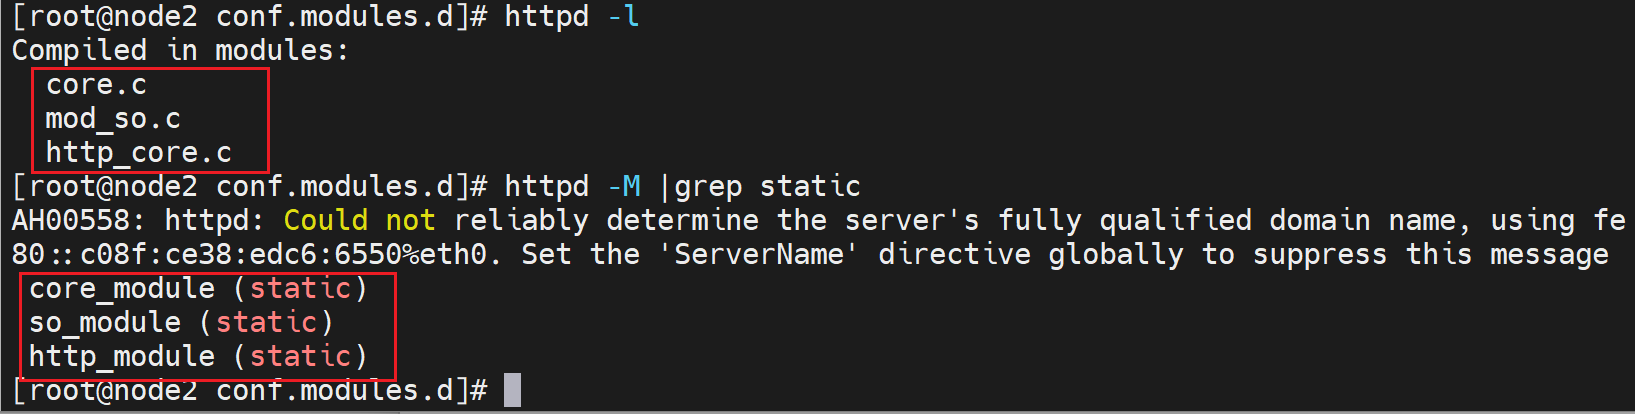 [root@node2 conf.modules.d]# httpd -l
Compiled in modules:
  core.c
  mod_so.c
  http_core.c
[root@node2 conf.modules.d]# httpd -M |grep static
AH00558: httpd: Could not reliably determine the server's fully qualified domain name, using fe
80::c08f:ce38:edc6:6550%eth0. Set the 'ServerName' directive globally to suppress this message
 core_module (static)
 so_module (static)
 http_module (static)
[root@node2 conf.modules.d]#